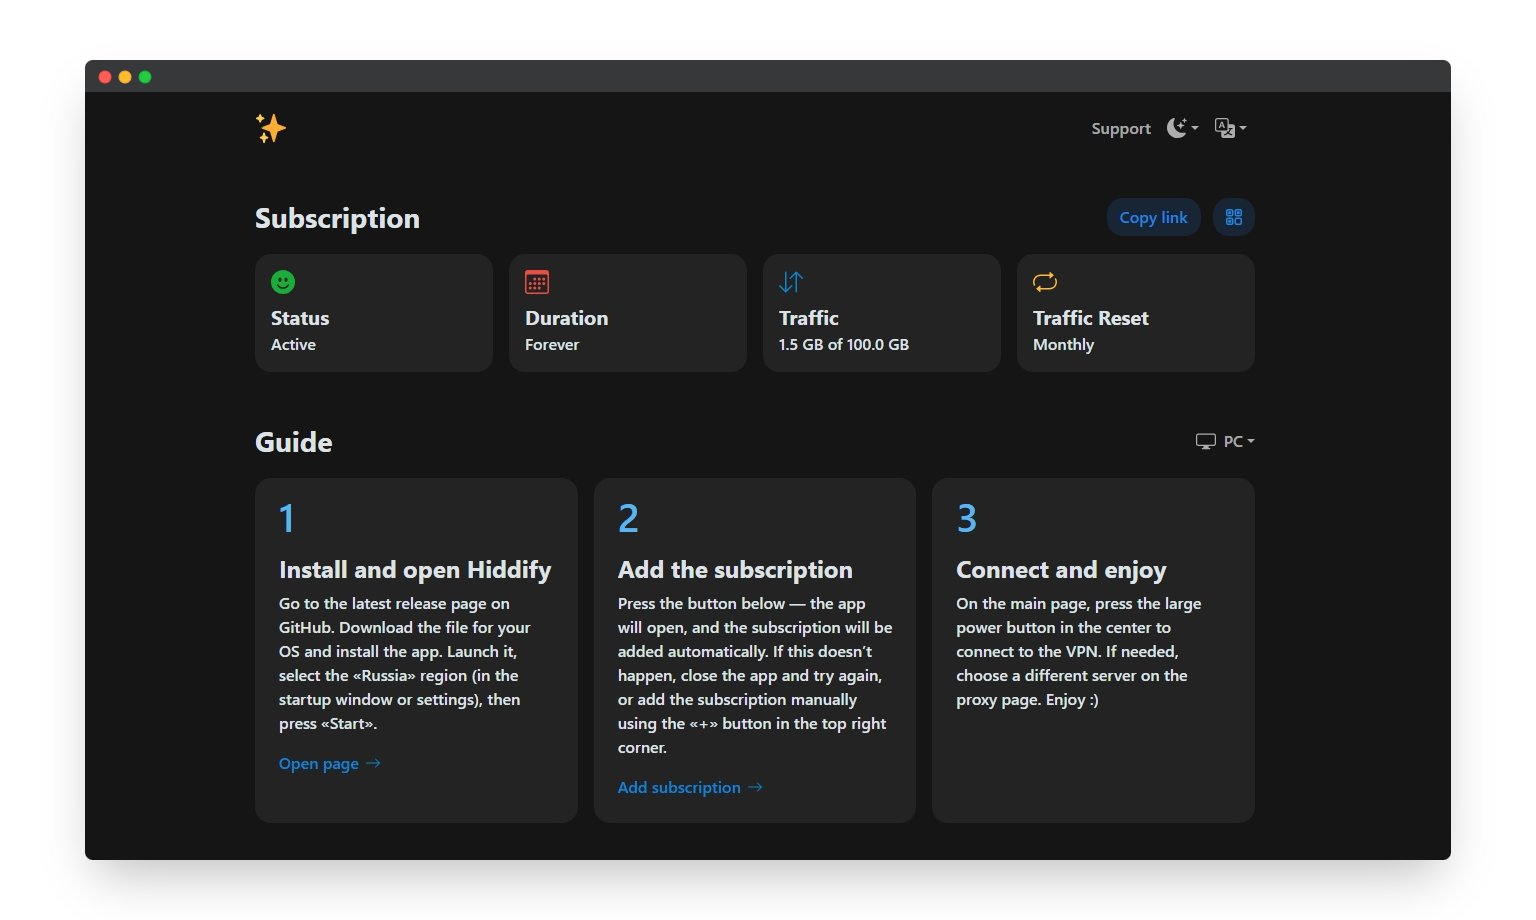 Support
Subscription
Copy link
Status
Active
Duration
Forever
Traffic
1.5 GB of 100.0 GB
Traffic Reset
Monthly
Guide
PC
1
Install and open Hiddify
Go to the latest release page on
GitHub. Download the file for your
OS and install the app. Launch it,
select the «Russia» region (in the
startup window or settings), then
press «Start».
Open page →
2
Add the subscription
Press the button below — the app
will open, and the subscription will be
added automatically. If this doesn’t
happen, close the app and try again,
or add the subscription manually
using the «+» button in the top right
corner.
Add subscription →
3
Connect and enjoy
On the main page, press the large
power button in the center to
connect to the VPN. If needed,
choose a different server on the
proxy page. Enjoy :)